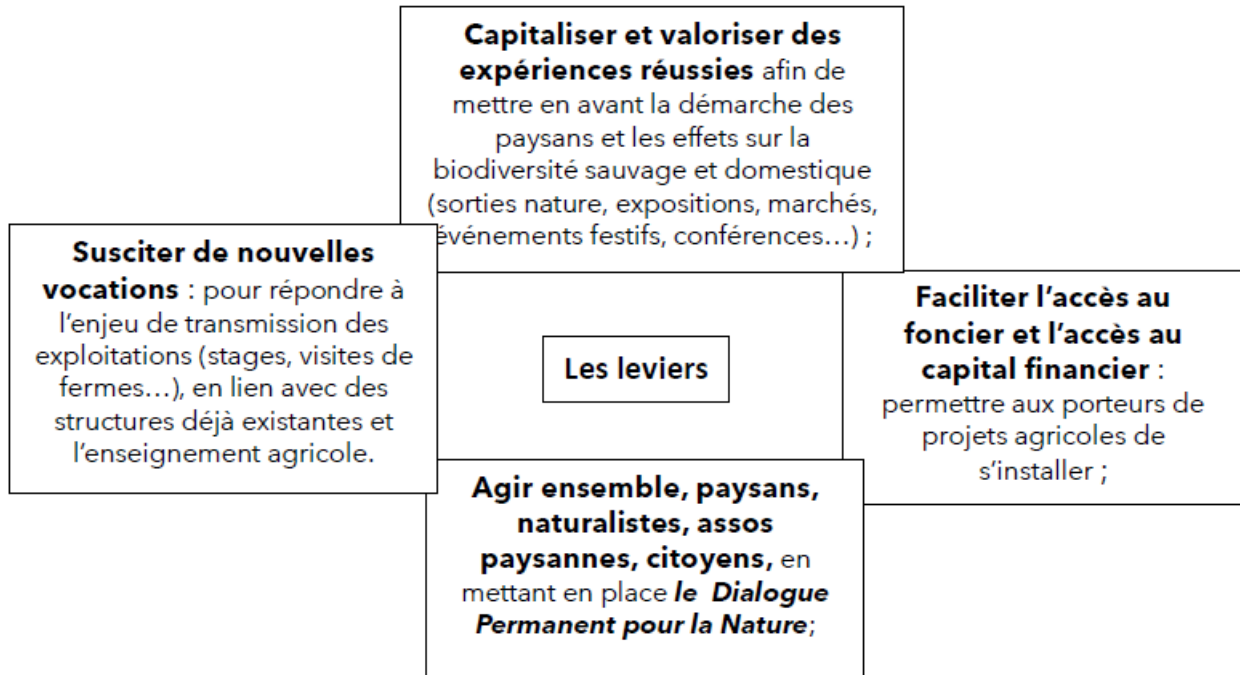 Capitaliser et valoriser des
expériences réussies afin de
mettre en avant la démarche des
paysans et les effets sur la
biodiversité sauvage et domestique
(sorties nature, expositions, marchés,
événements festifs, conférences…) ;
Susciter de nouvelles
vocations : pour répondre à
l’enjeu de transmission des
exploitations (stages, visites de
fermes…), en lien avec des
structures déjà existantes et
l’enseignement agricole.
Les leviers
Faciliter l’accès au
foncier et l’accès au
capital financier :
permettre aux porteurs de
projets agricoles de
s’installer ;
Agir ensemble, paysans,
naturalistes, assos
paysannes, citoyens, en
mettant en place le Dialogue
Permanent pour la Nature;